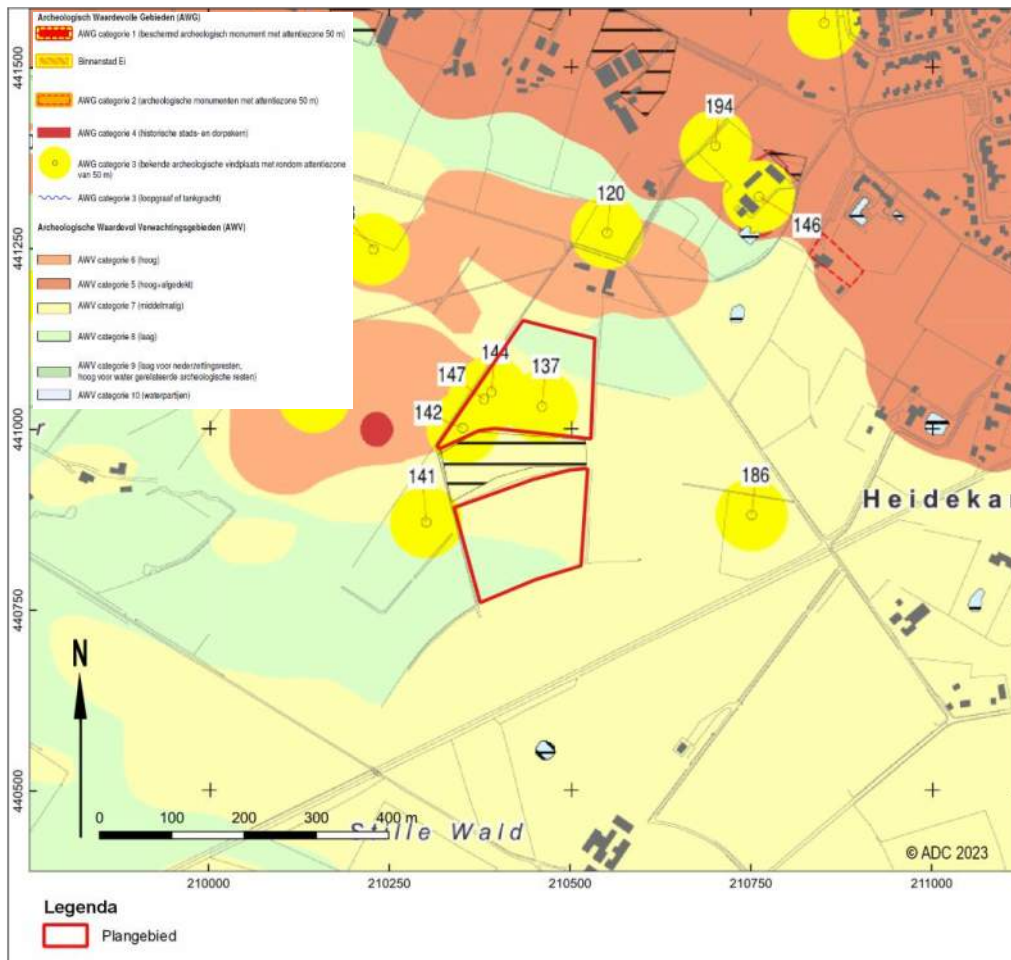 Archeologisch Waardevolle Gebieden (AWG)
AWG categorie 1 (beschermd archeologisch monument met attentiezone 50 m)
Binnenstad Ei
AWG categorie 2 (archeologische monumenten met attentiezone 50 m)
AWG categorie 4 (historische stads- en dorpskern)
AWG categorie 3 (bekende archeologische vindplaats met rondom attentiezone
van 50 m)
AWG categorie 3 (loopgraaf of tankgracht)
Archeologische Waardevol Verwachtingsgebieden (AWV)
AWV categorie 6 (hoog)
AWV categorie 5 (hoog+afgedekt)
AWV categorie 7 (middelmatig)
AWV categorie 8 (laag)
AWV categorie 9 (laag voor nederzettingsresten,
hoog voor water gerelateerde archeologische resten)
AWV categorie 10 (waterpartijen)
441500
441250
441000
440750
440500
194
120
146
144
147
137
142
141
186
Heidekam
N
0 100 200 300 400 m
Stille Wald
© ADC 2023
210000 210250 210500 210750 211000
Legenda
Plangebied